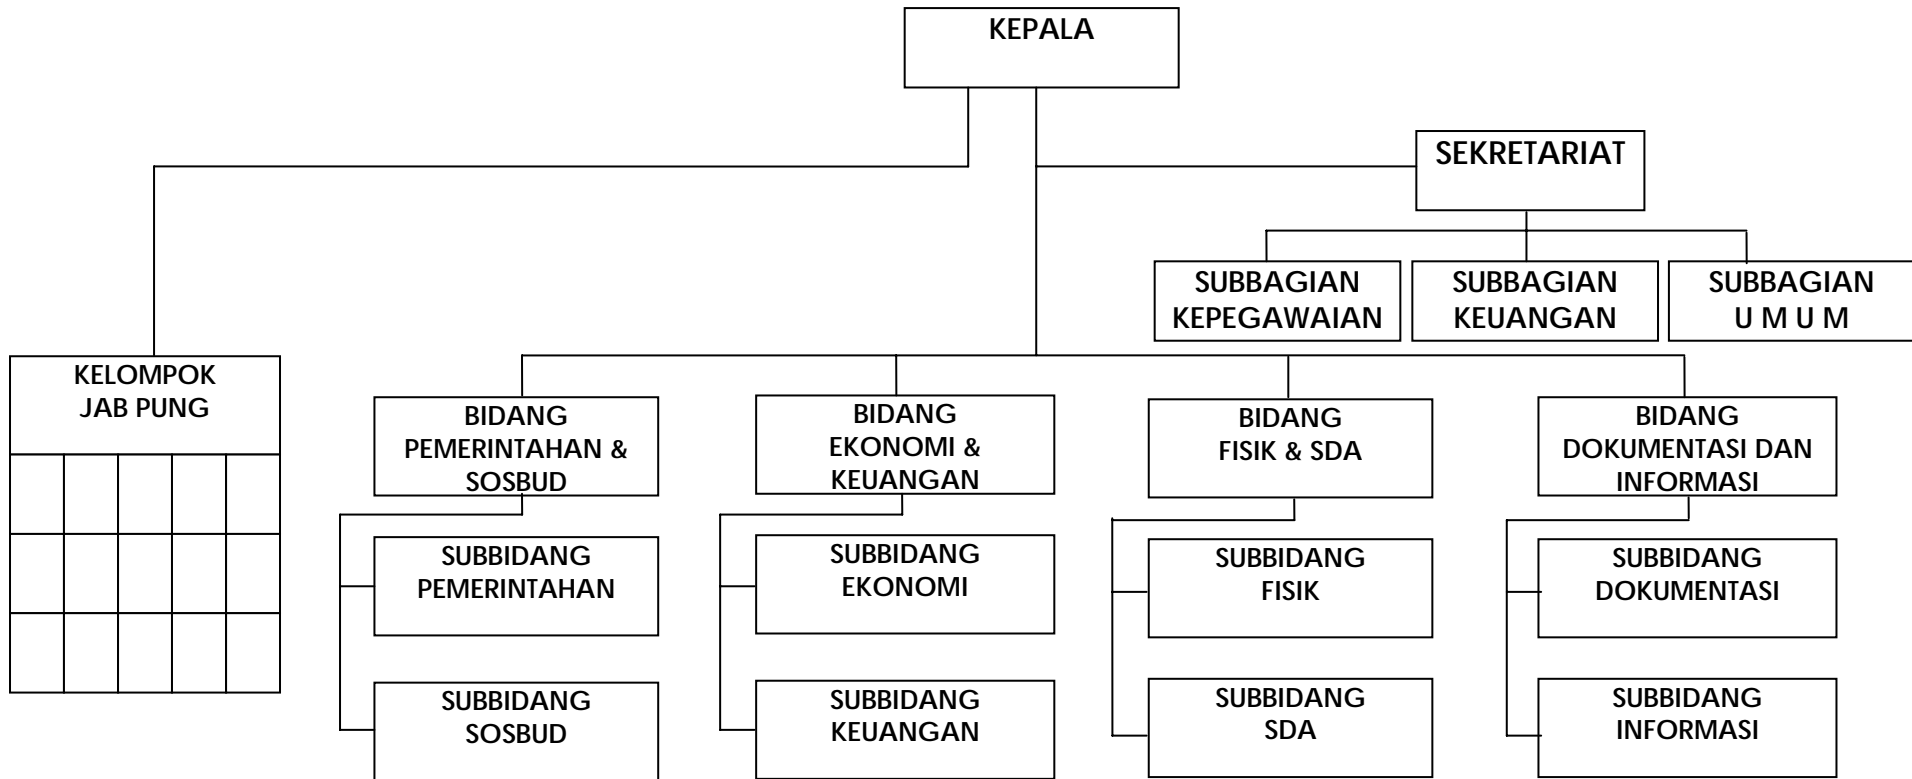 KEPALA
SEKRETARIAT
SUBBAGIAN
KEPEGAWAIAN
SUBBAGIAN
KEUANGAN
SUBBAGIAN
U M U M
KELOMPOK
JAB PUNG
BIDANG
PEMERINTAHAN &
SOSBUD
BIDANG
EKONOMI &
KEUANGAN
BIDANG
FISIK & SDA
BIDANG
DOKUMENTASI DAN
INFORMASI
SUBBIDANG
PEMERINTAHAN
SUBBIDANG
EKONOMI
SUBBIDANG
FISIK
SUBBIDANG
DOKUMENTASI
SUBBIDANG
SOSBUD
SUBBIDANG
KEUANGAN
SUBBIDANG
SDA
SUBBIDANG
INFORMASI